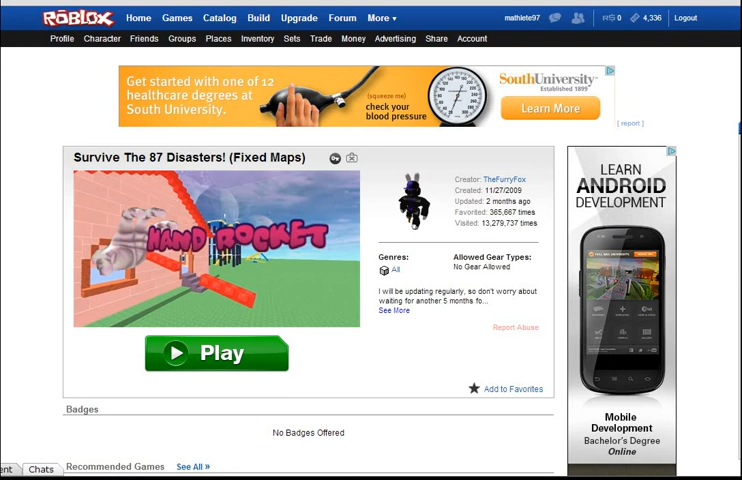 ROBLOX Home Games Catalog Build Upgrade Forum More ▾ mathlete97 R$ 0 4,336 Logout
Profile Character Friends Groups Places Inventory Sets Trade Money Advertising Share Account
Get started with one of 12
healthcare degrees at
South University.
(squeeze me)
check your
blood pressure
SouthUniversity
Established 1899
Learn More
[ report ]
Survive The 87 Disasters! (Fixed Maps)
HAND ROCKET
Play
Creator: TheFurryFox
Created: 11/27/2009
Updated: 2 months ago
Favorited: 365,667 times
Visited: 13,279,737 times
Genres:
All
Allowed Gear Types:
No Gear Allowed
I will be updating regularly, so don't worry about
waiting for another 5 months fo...
See More
Report Abuse
Add to Favorites
LEARN
ANDROID
DEVELOPMENT
Mobile
Development
Bachelor's Degree
Online
Badges
No Badges Offered
ent Chats
Recommended Games See All »